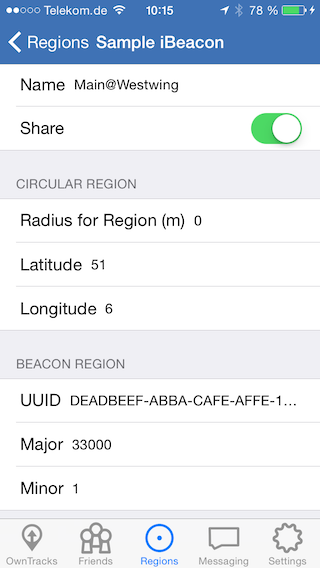 Telekom.de 10:15 78 %
Regions Sample iBeacon
Name Main@Westwing
Share
CIRCULAR REGION
Radius for Region (m) 0
Latitude 51
Longitude 6
BEACON REGION
UUID DEADBEEF-ABBA-CAFE-AFFE-1...
Major 33000
Minor 1
OwnTracks Friends Regions Messaging Settings